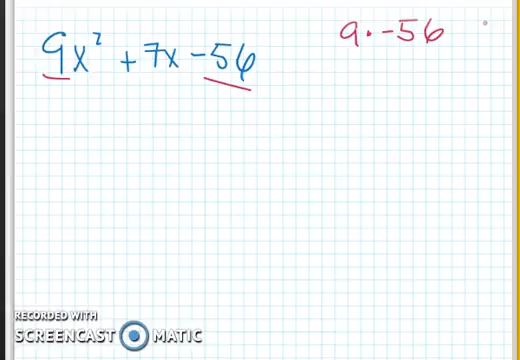 9x² + 7x - 56
9 · -56
RECORDED WITH
SCREENCAST MATIC